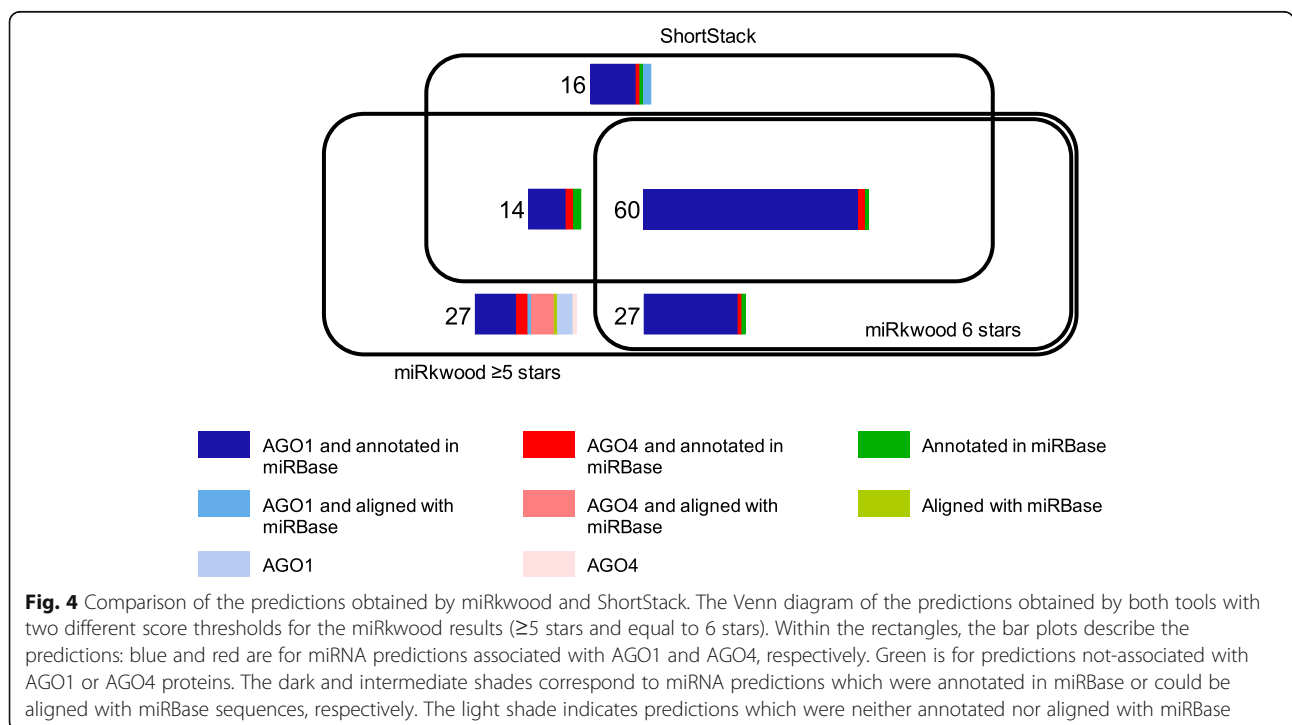 ShortStack
16
14
60
27
27
miRkwood 6 stars
miRkwood ≥5 stars
AGO1 and annotated in
miRBase
AGO4 and annotated in
miRBase
Annotated in miRBase
AGO1 and aligned with
miRBase
AGO4 and aligned with
miRBase
Aligned with miRBase
AGO1
AGO4
Fig. 4 Comparison of the predictions obtained by miRkwood and ShortStack. The Venn diagram of the predictions obtained by both tools with
two different score thresholds for the miRkwood results (≥5 stars and equal to 6 stars). Within the rectangles, the bar plots describe the
predictions: blue and red are for miRNA predictions associated with AGO1 and AGO4, respectively. Green is for predictions not-associated with
AGO1 or AGO4 proteins. The dark and intermediate shades correspond to miRNA predictions which were annotated in miRBase or could be
aligned with miRBase sequences, respectively. The light shade indicates predictions which were neither annotated nor aligned with miRBase